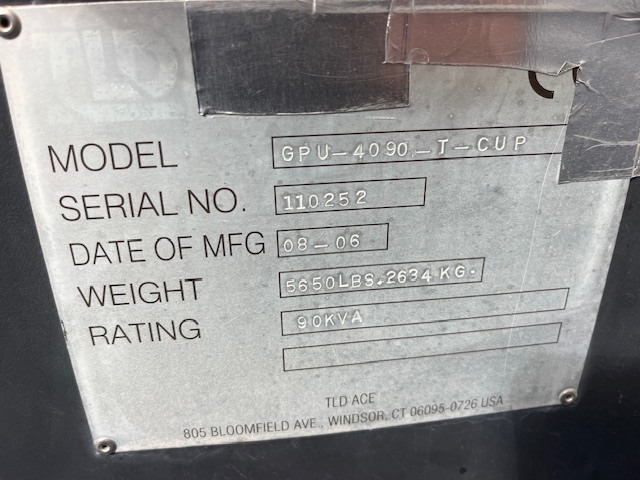 TLD
MODEL GPU-4090-T-CUP
SERIAL NO. 110252
DATE OF MFG 08-06
WEIGHT 5650LBS.2634KG.
RATING 90KVA
TLD ACE
805 BLOOMFIELD AVE., WINDSOR, CT 06095-0726 USA